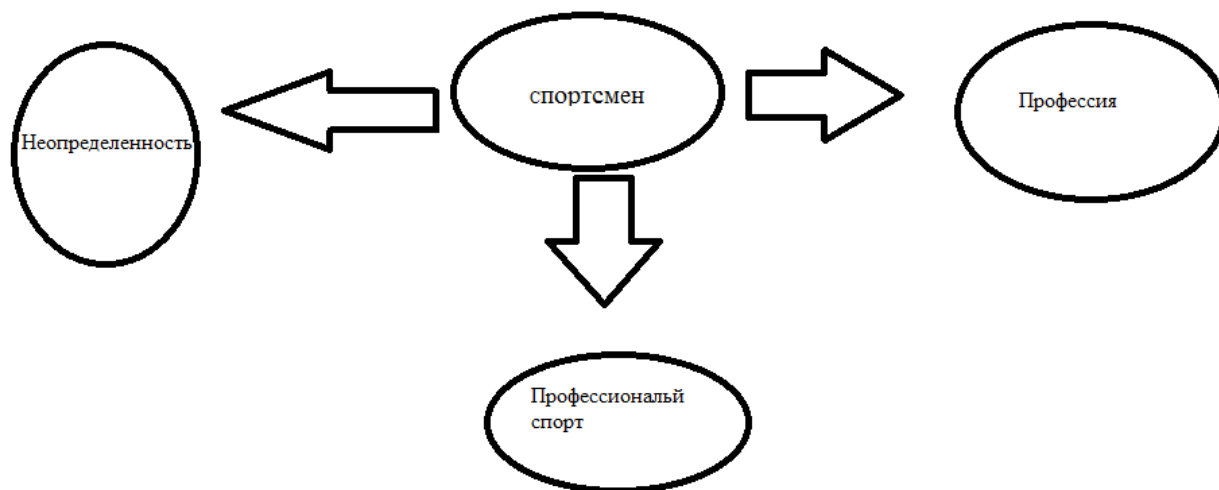 спортсмен
Неопределенность
Профессия
Профессиональй
спорт